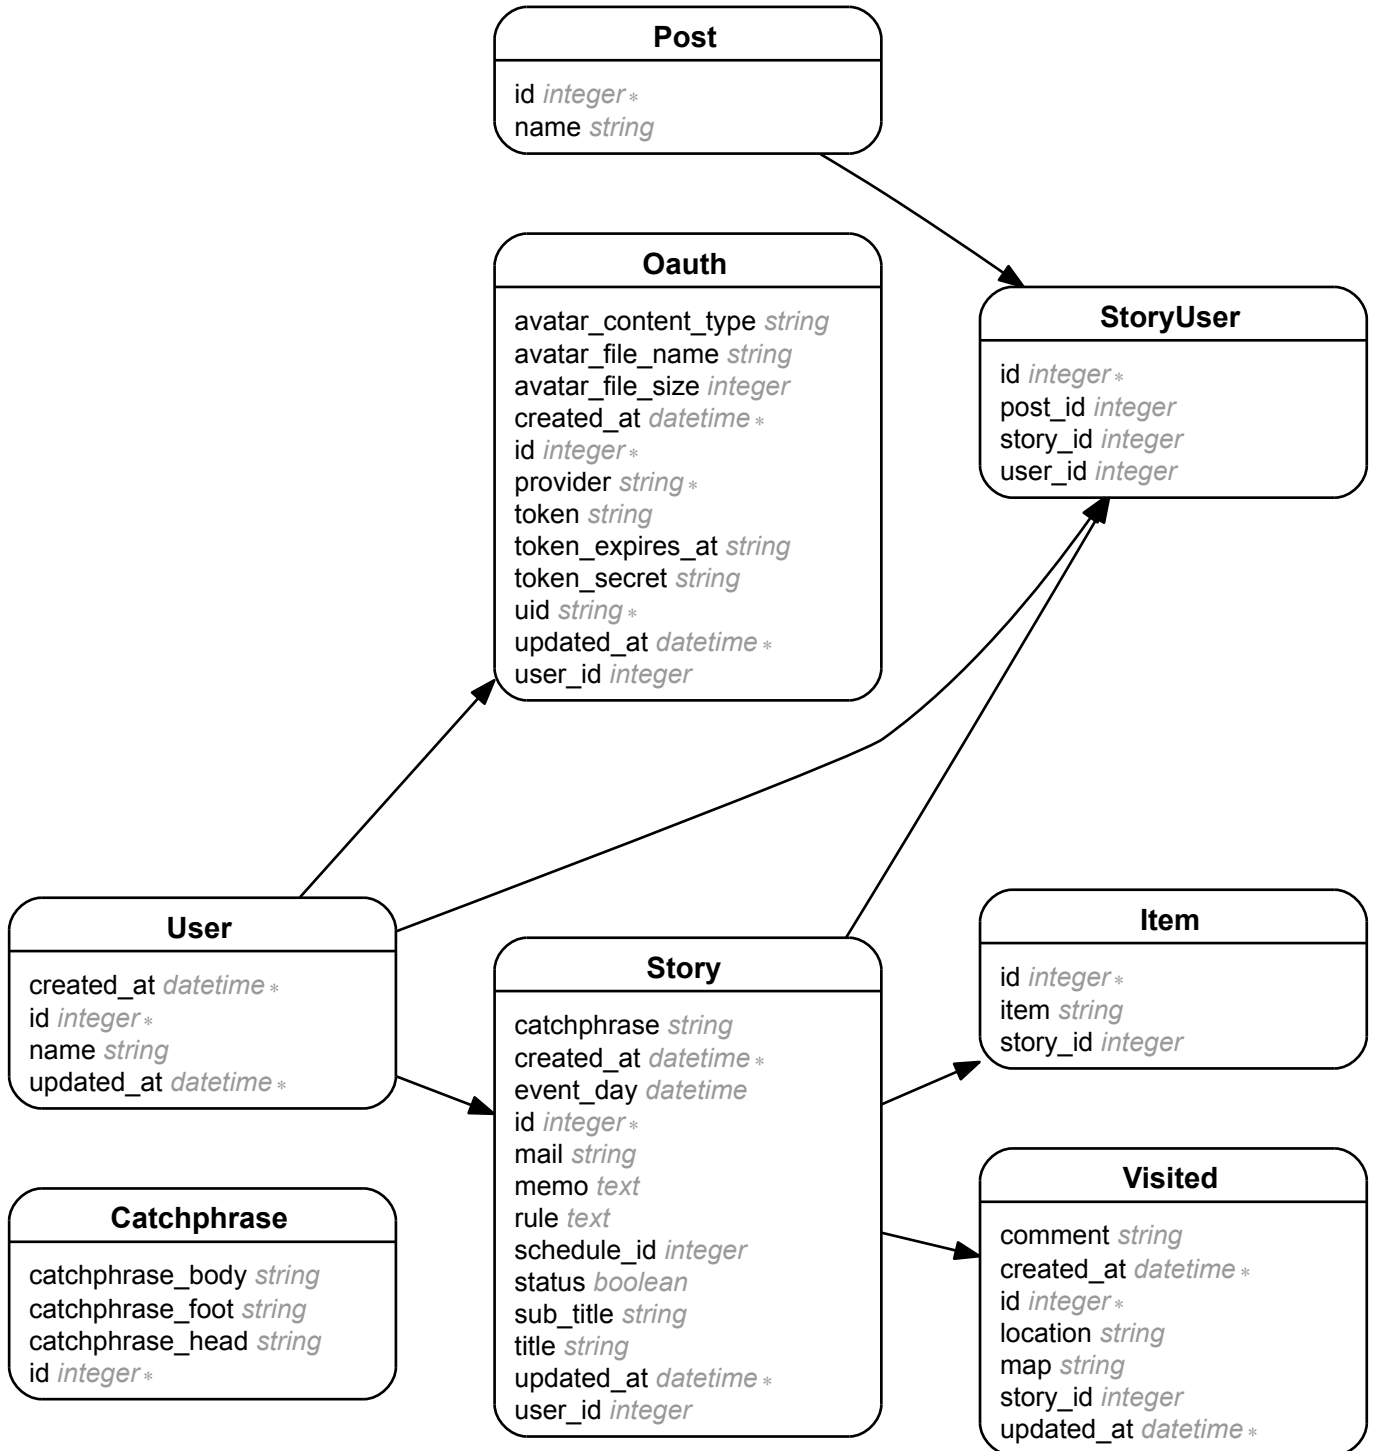 Post
id integer *
name string
Oauth
avatar_content_type string
avatar_file_name string
avatar_file_size integer
created_at datetime *
id integer *
provider string *
token string
token_expires_at string
token_secret string
uid string *
updated_at datetime *
user_id integer
StoryUser
id integer *
post_id integer
story_id integer
user_id integer
User
created_at datetime *
id integer *
name string
updated_at datetime *
Story
catchphrase string
created_at datetime *
event_day datetime
id integer *
mail string
memo text
rule text
schedule_id integer
status boolean
sub_title string
title string
updated_at datetime *
user_id integer
Item
id integer *
item string
story_id integer
Catchphrase
catchphrase_body string
catchphrase_foot string
catchphrase_head string
id integer *
Visited
comment string
created_at datetime *
id integer *
location string
map string
story_id integer
updated_at datetime *